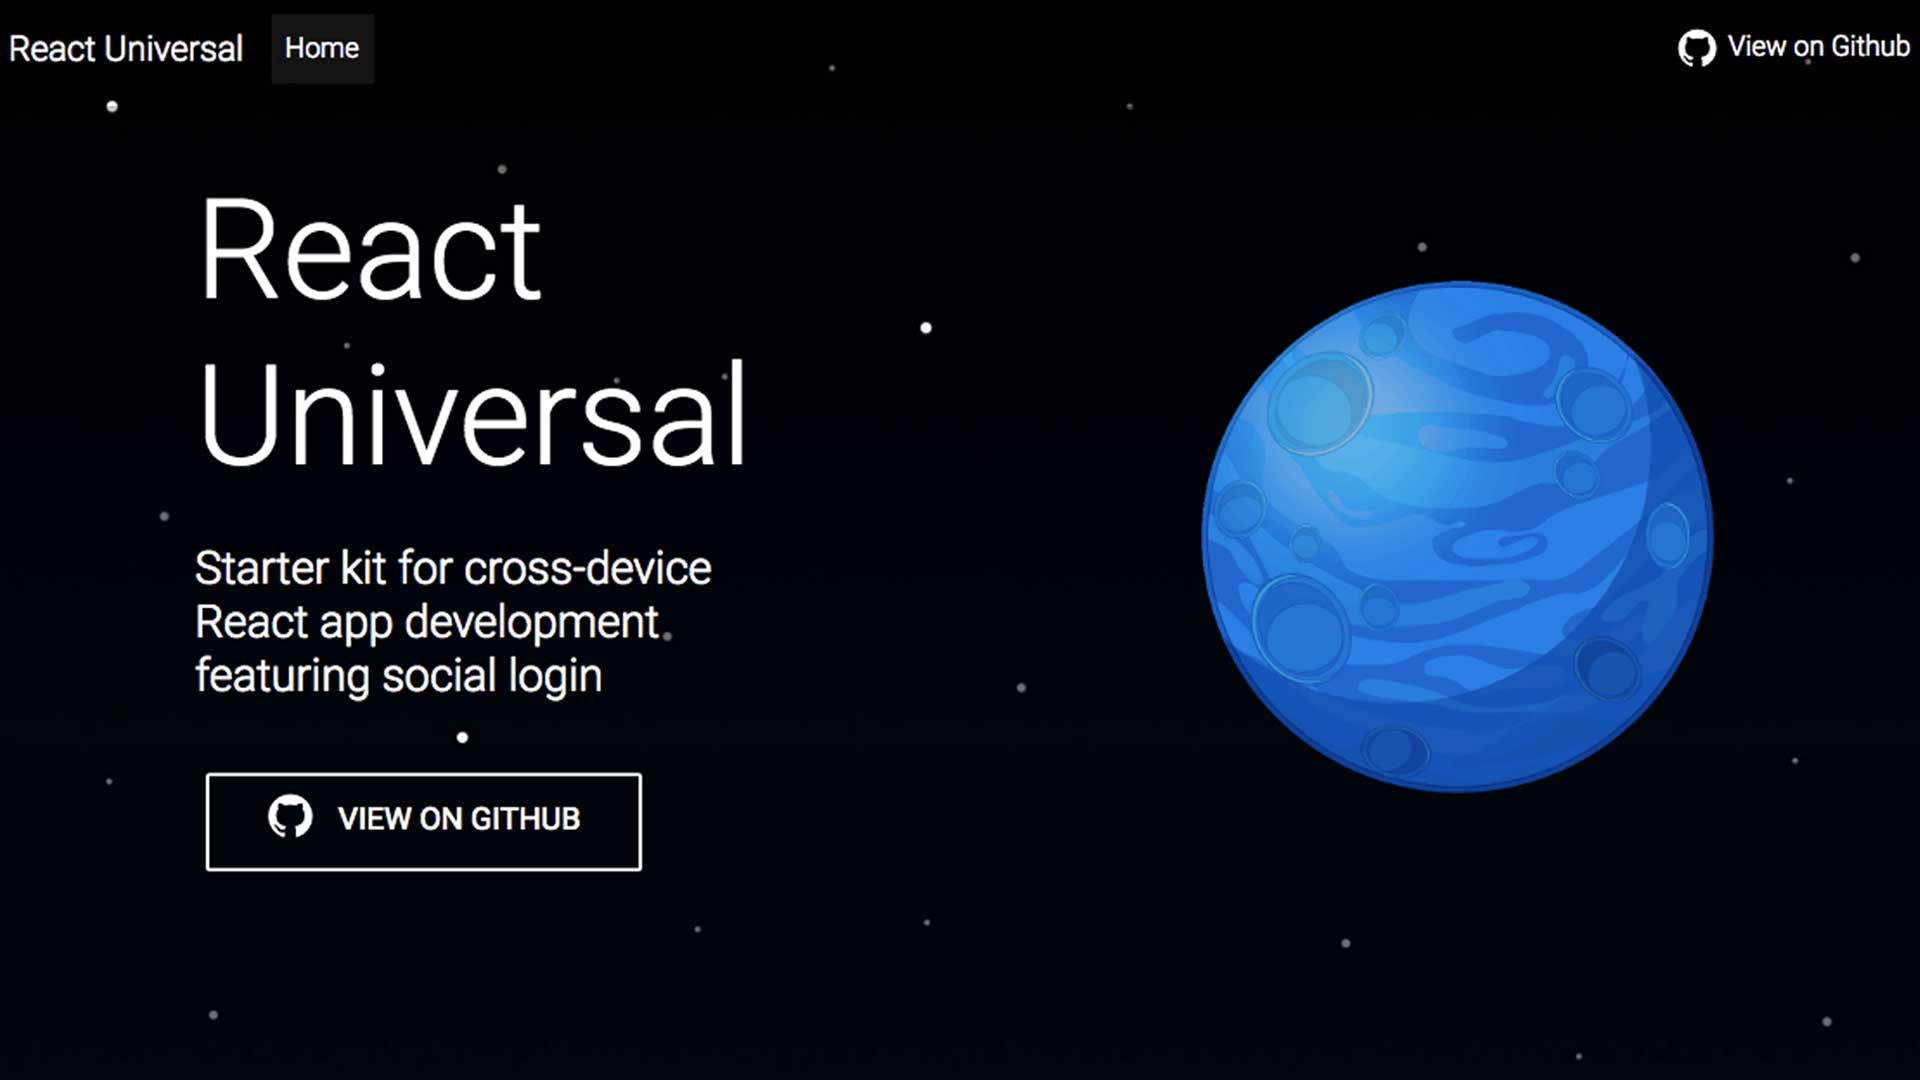 React Universal
Home
View on Github
React
Universal
Starter kit for cross-device
React app development
featuring social login
VIEW ON GITHUB